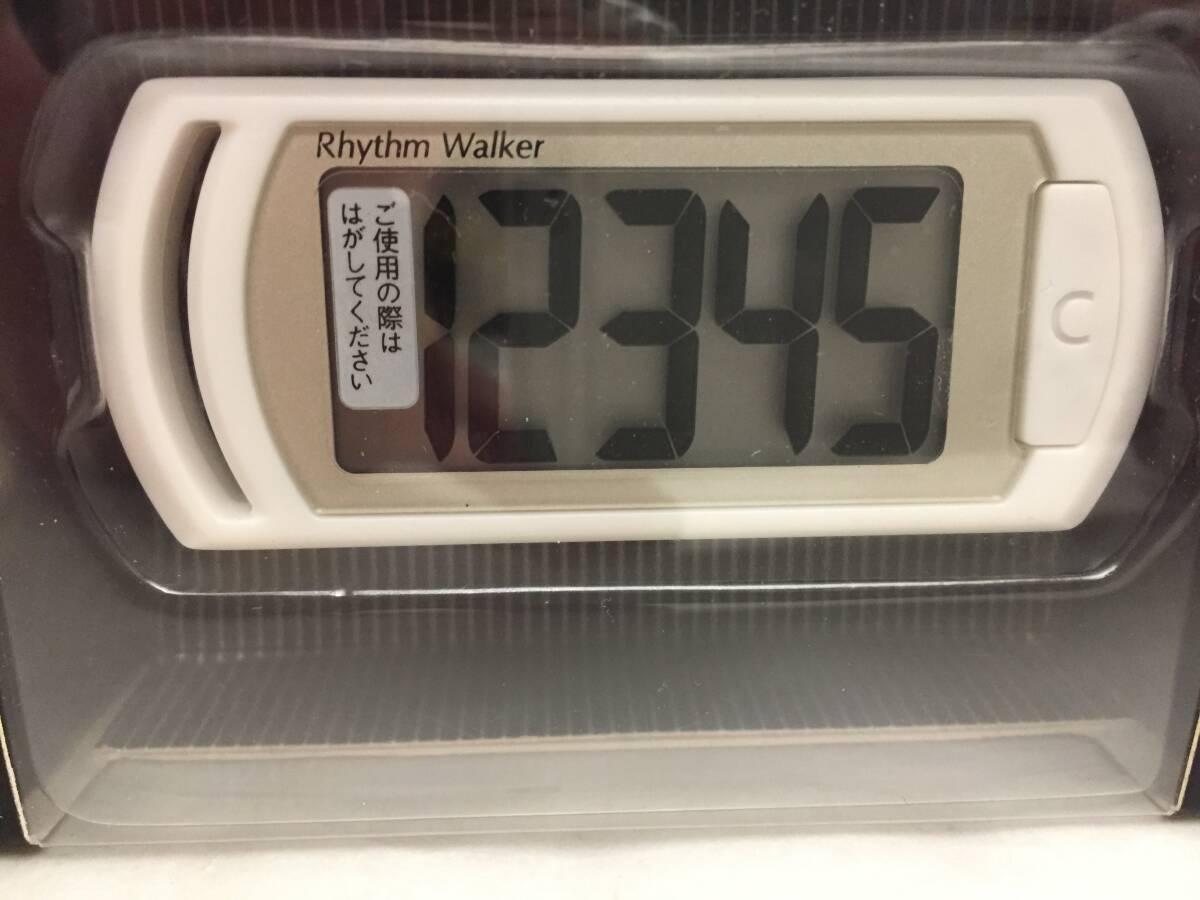 Rhythm Walker
ご使用の際は
はがしてください
12345
C